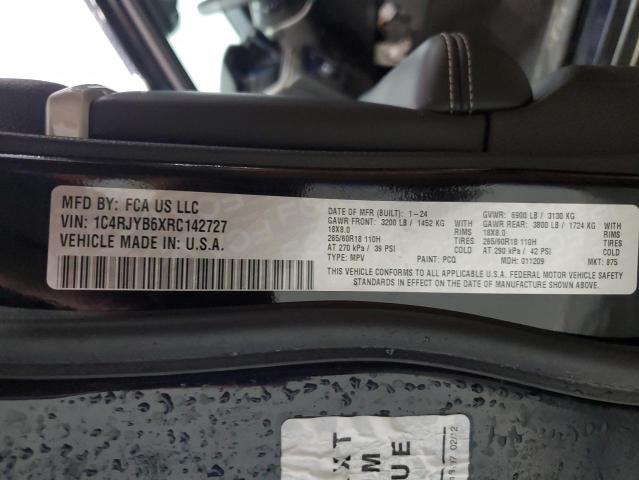 MFD BY: FCA US LLC
VIN: 1C4RJYB6XRC142727
VEHICLE MADE IN U.S.A.
DATE OF MFR (BUILT): 1-24 GVWR: 6900 LB / 3130 KG
GAWR FRONT: 3200 LB / 1452 KG WITH GAWR REAR: 3800 LB / 1724 KG WITH
18X8.0 RIMS 18X8.0 RIMS
265/60R18 110H TIRES 265/60R18 110H TIRES
AT 270 kPa / 39 PSI COLD AT 290 kPa / 42 PSI COLD
TYPE: MPV PAINT: PCQ MDH: 011209 MKT: 875
THIS VEHICLE CONFORMS TO ALL APPLICABLE U.S.A. FEDERAL MOTOR VEHICLE SAFETY
STANDARDS IN EFFECT ON THE DATE OF MANUFACTURE SHOWN ABOVE.